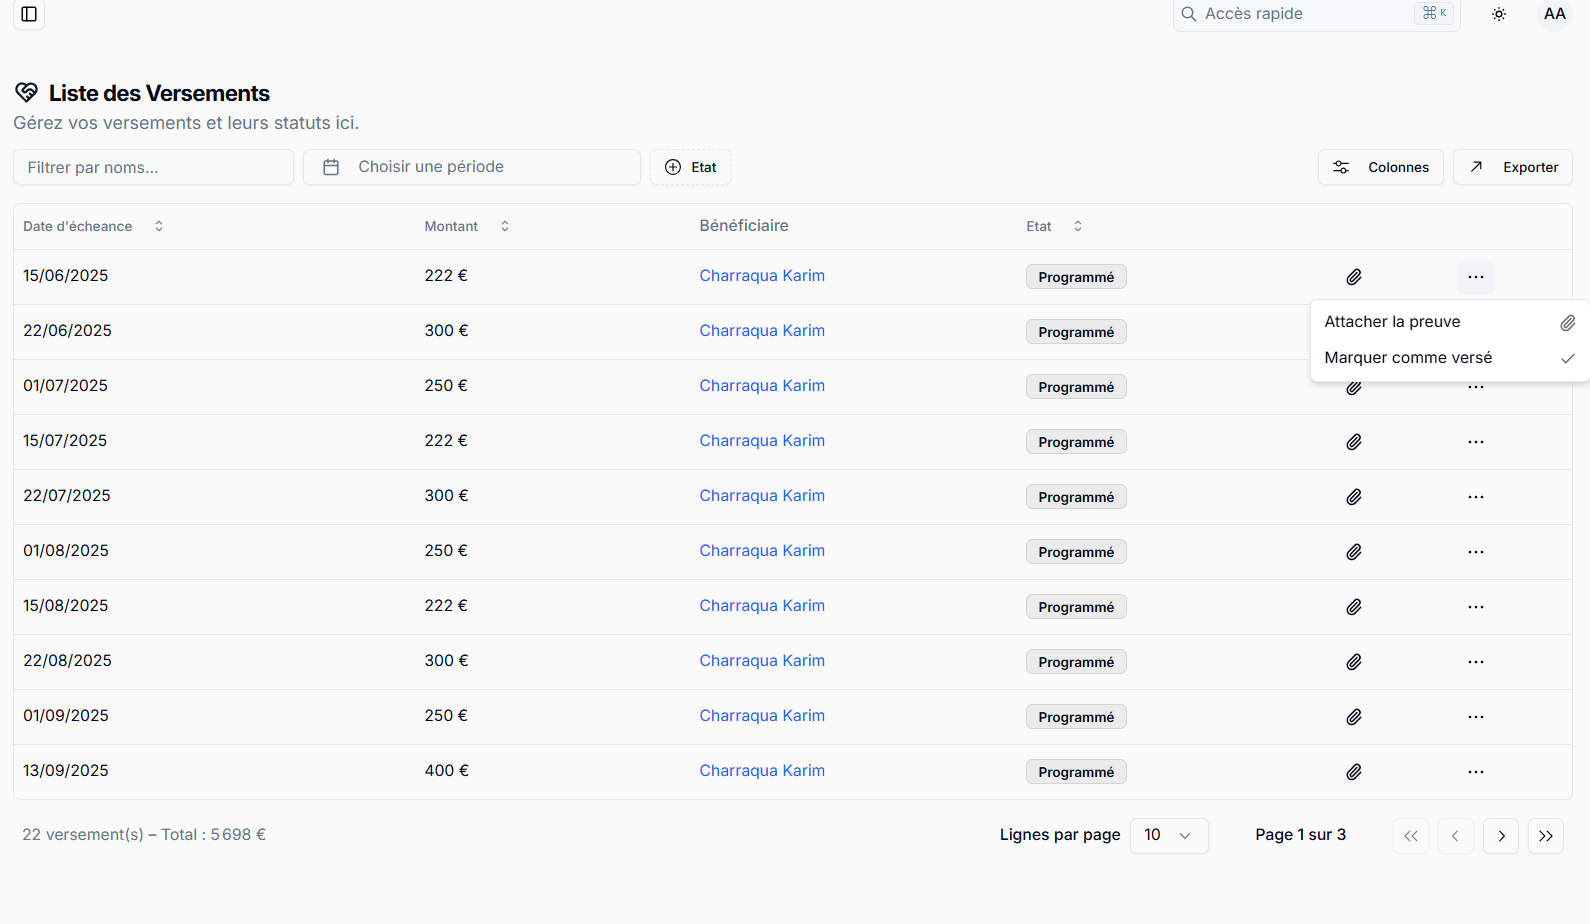 Accès rapide ⌘ K AA
Liste des Versements
Gérez vos versements et leurs statuts ici.
Filtrer par noms... Choisir une période Etat Colonnes Exporter
Date d'écheance Montant Bénéficiaire Etat
15/06/2025 222 € Charraqua Karim Programmé
Attacher la preuve
22/06/2025 300 € Charraqua Karim Programmé
Marquer comme versé
01/07/2025 250 € Charraqua Karim Programmé
15/07/2025 222 € Charraqua Karim Programmé
22/07/2025 300 € Charraqua Karim Programmé
01/08/2025 250 € Charraqua Karim Programmé
15/08/2025 222 € Charraqua Karim Programmé
22/08/2025 300 € Charraqua Karim Programmé
01/09/2025 250 € Charraqua Karim Programmé
13/09/2025 400 € Charraqua Karim Programmé
22 versement(s) – Total : 5 698 € Lignes par page 10 Page 1 sur 3